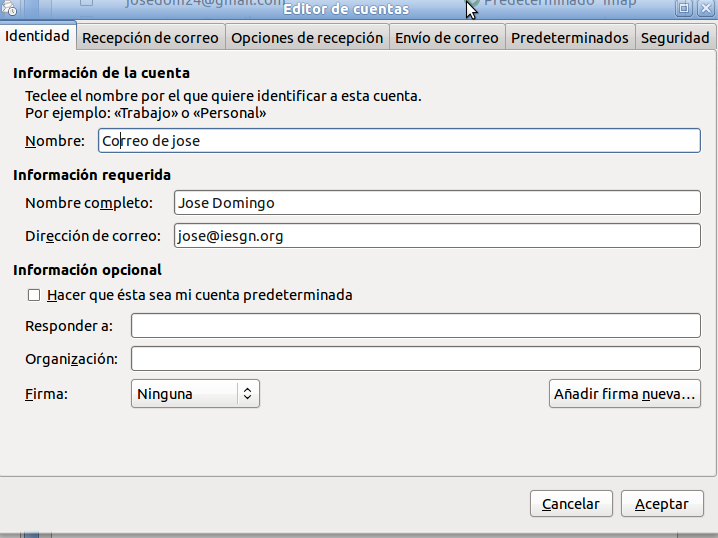 josedom24@gmail.com Predeterminado imap
Editor de cuentas
Identidad Recepción de correo Opciones de recepción Envío de correo Predeterminados Seguridad
Información de la cuenta
Teclee el nombre por el que quiere identificar a esta cuenta.
Por ejemplo: «Trabajo» o «Personal»
Nombre: Correo de jose
Información requerida
Nombre completo: Jose Domingo
Dirección de correo: jose@iesgn.org
Información opcional
Hacer que ésta sea mi cuenta predeterminada
Responder a:
Organización:
Firma: Ninguna Añadir firma nueva...
Cancelar Aceptar